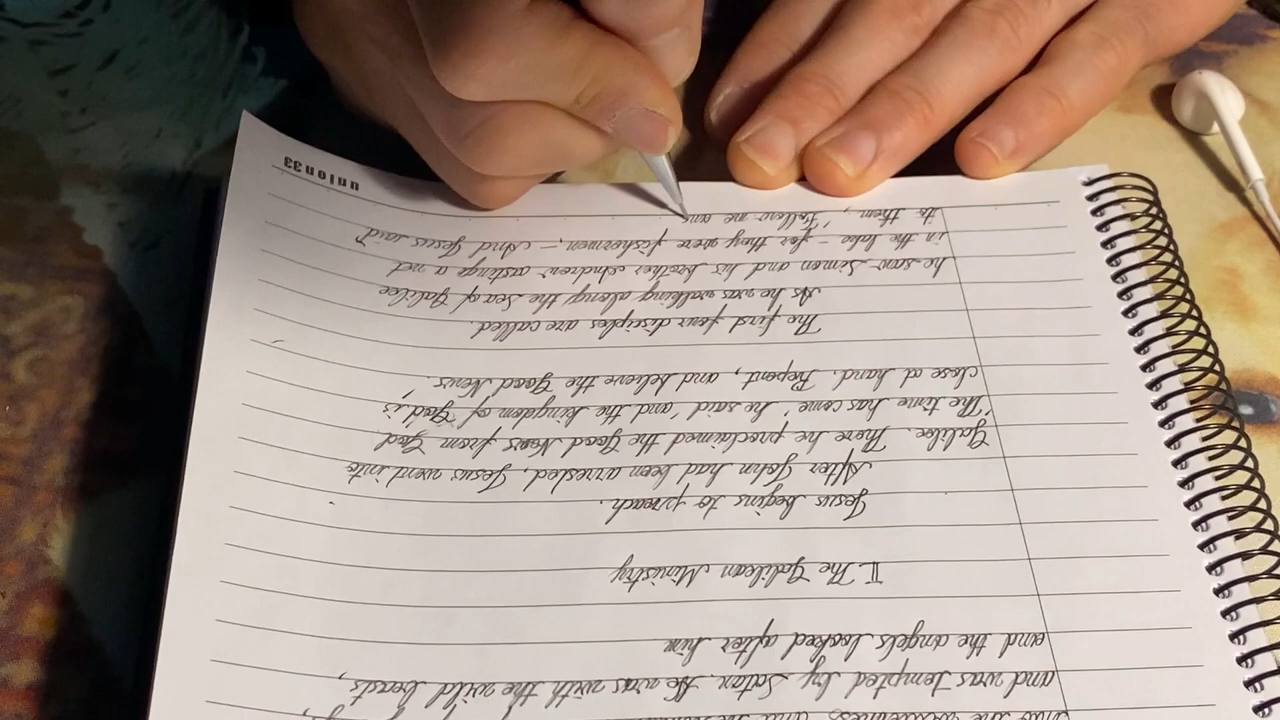 and was tempted by Satan. He was with the wild beasts,
and the angels looked after him
II The Galilean Ministry
Jesus begins to preach.
After John had been arrested, Jesus went into
Galilee. There he proclaimed the Good News from God
'The time has come' he said 'and the kingdom of God is
close at hand. Repent, and believe the Good News.'
The first four disciples are called.
As he was walking along the Sea of Galilee
he saw Simon and his brother Andrew castinga net
in the lake – for they were fishermen, – And Jesus said
to them, 'Follow me and
union33